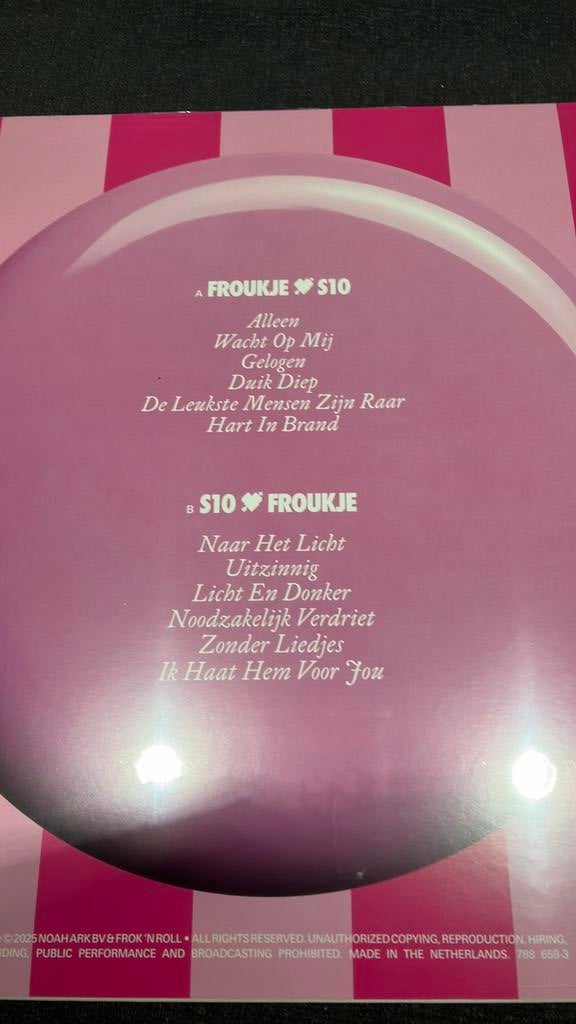 A FROUKJE S10
Alleen
Wacht Op Mij
Gelogen
Duik Diep
De Leukste Mensen Zijn Raar
Hart In Brand
B S10 FROUKJE
Naar Het Licht
Uitzinnig
Licht En Donker
Noodzakelijk Verdriet
Zonder Liedjes
Ik Haat Hem Voor Jou
© 2025 NOAH ARK BV & FROK 'N ROLL • ALL RIGHTS RESERVED. UNAUTHORIZED COPYING, REPRODUCTION, HIRING,
PUBLIC PERFORMANCE AND BROADCASTING PROHIBITED. MADE IN THE NETHERLANDS. 788 659-3